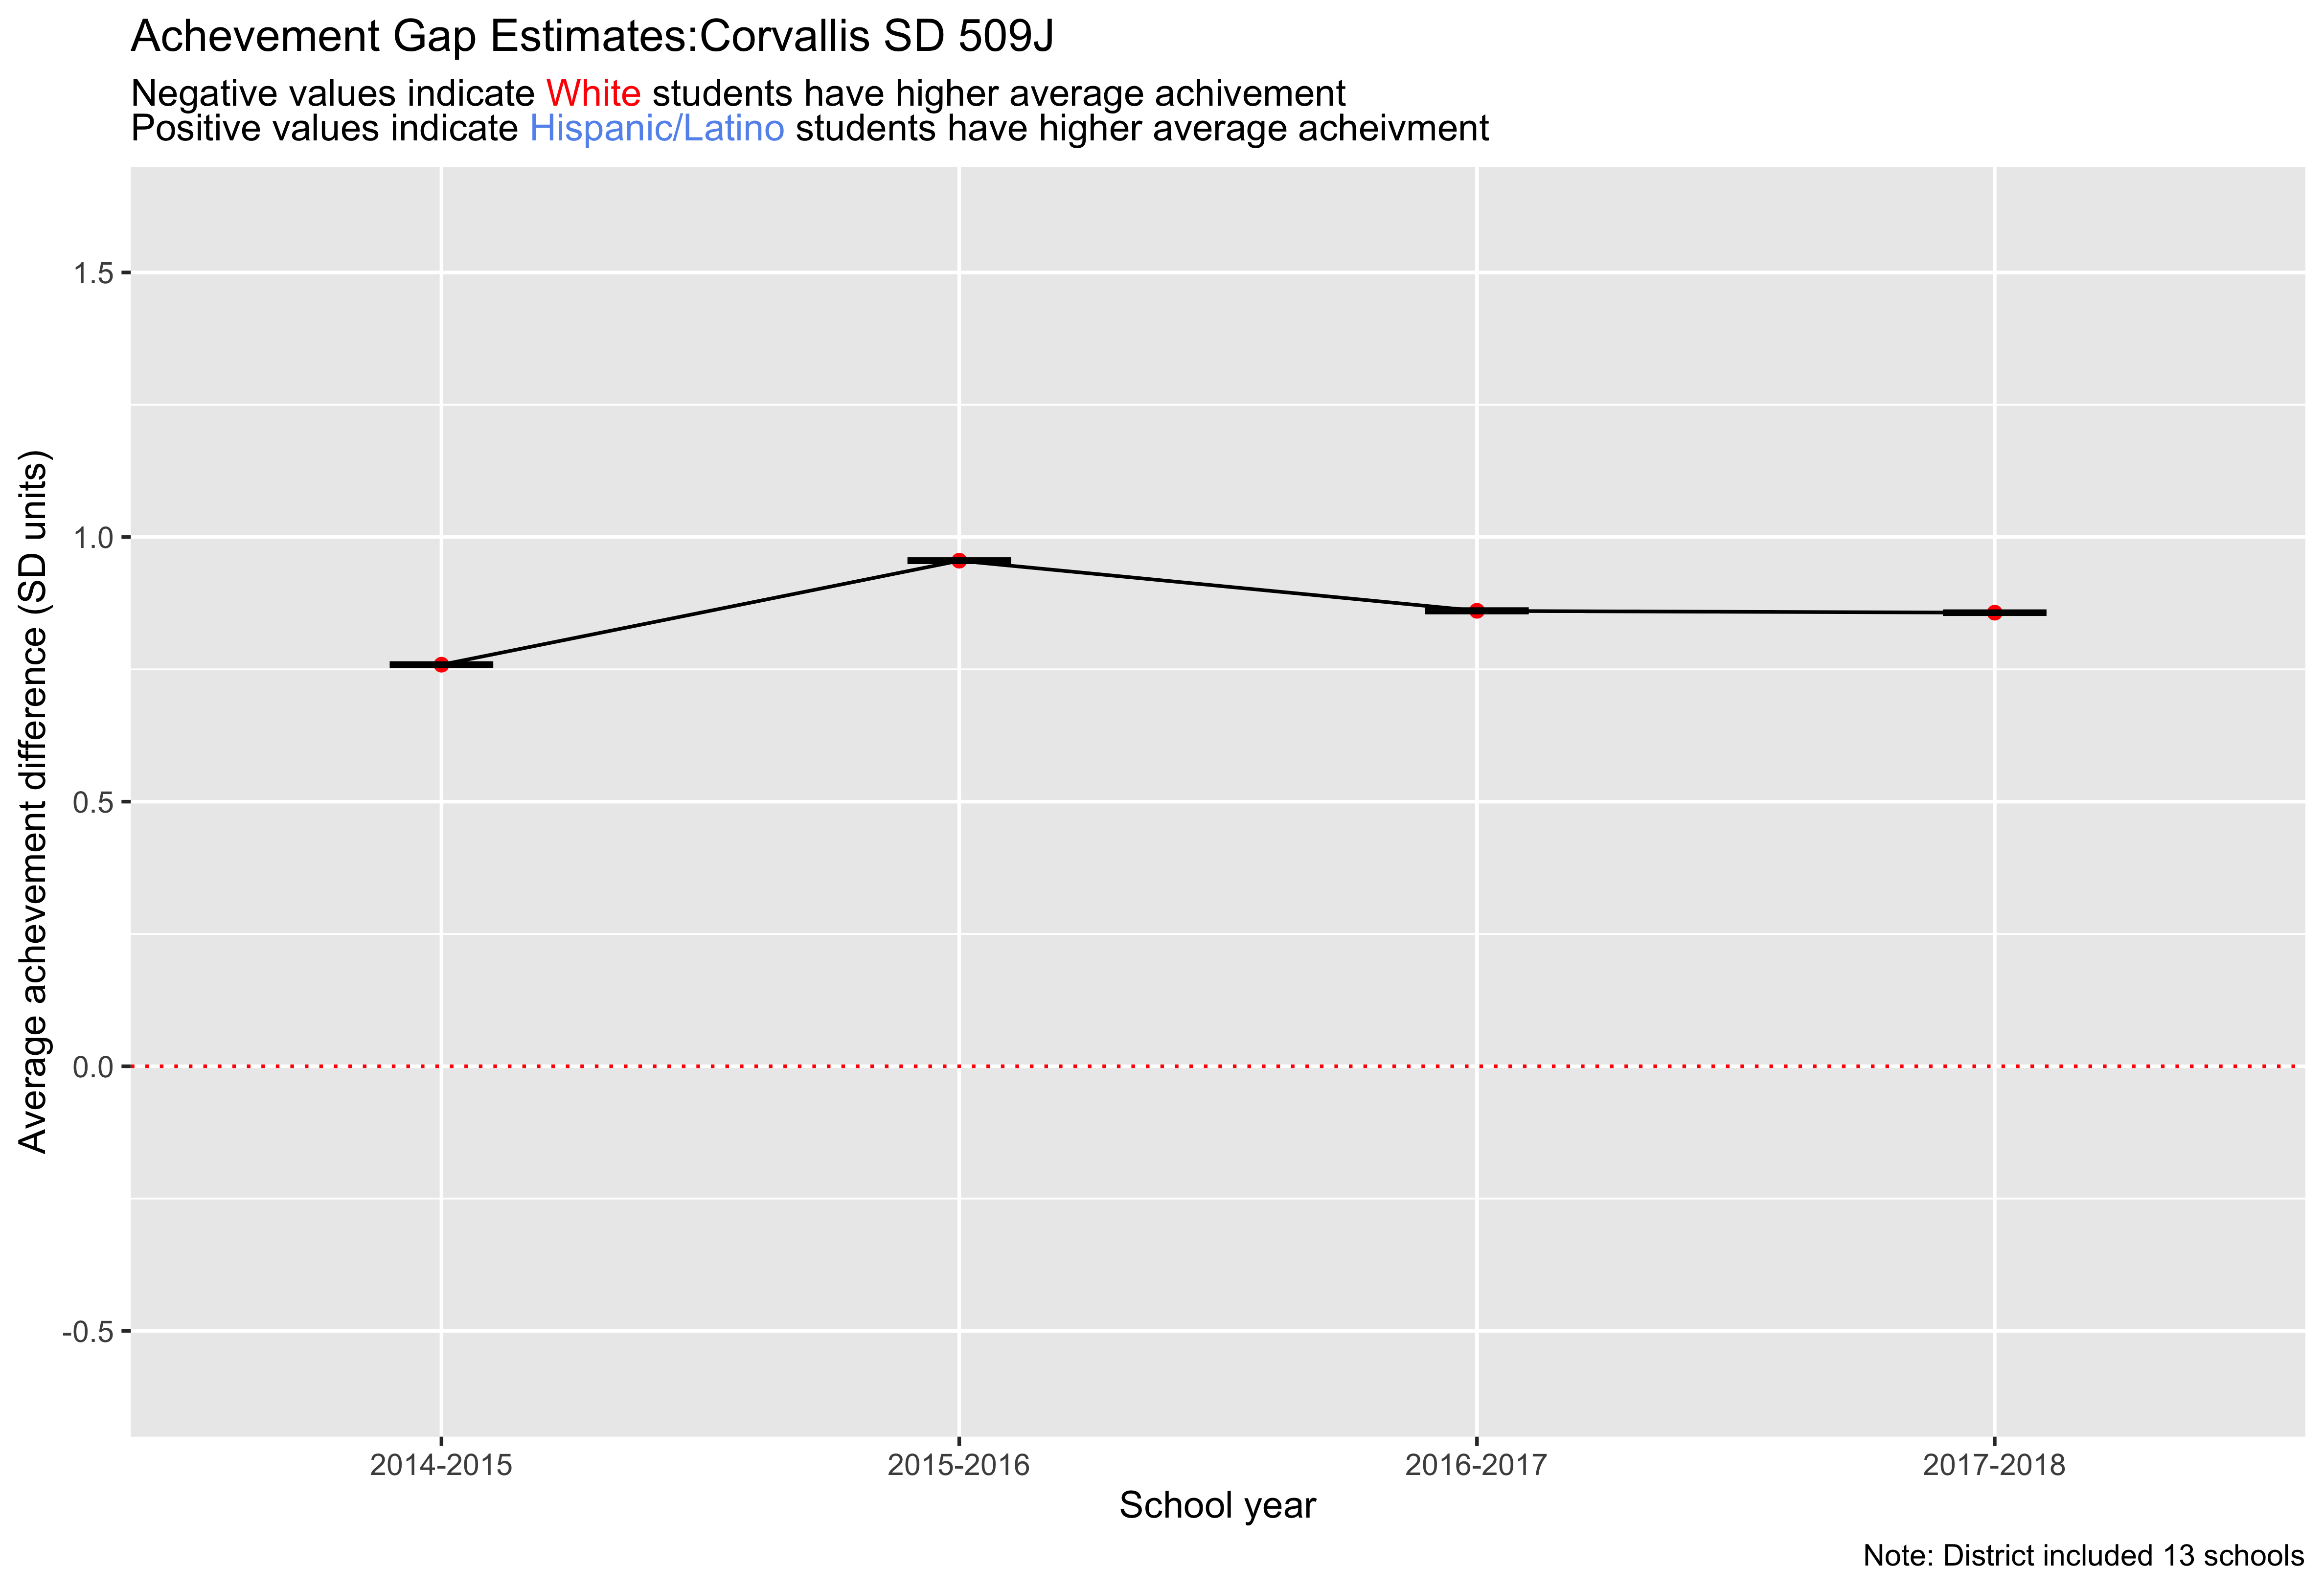 Achevement Gap Estimates:Corvallis SD 509J
Negative values indicate White students have higher average achivement
Positive values indicate Hispanic/Latino students have higher average acheivment
Average achevement difference (SD units)
1.5
1.0
0.5
0.0
-0.5
2014-2015
2015-2016
2016-2017
2017-2018
School year
Note: District included 13 schools